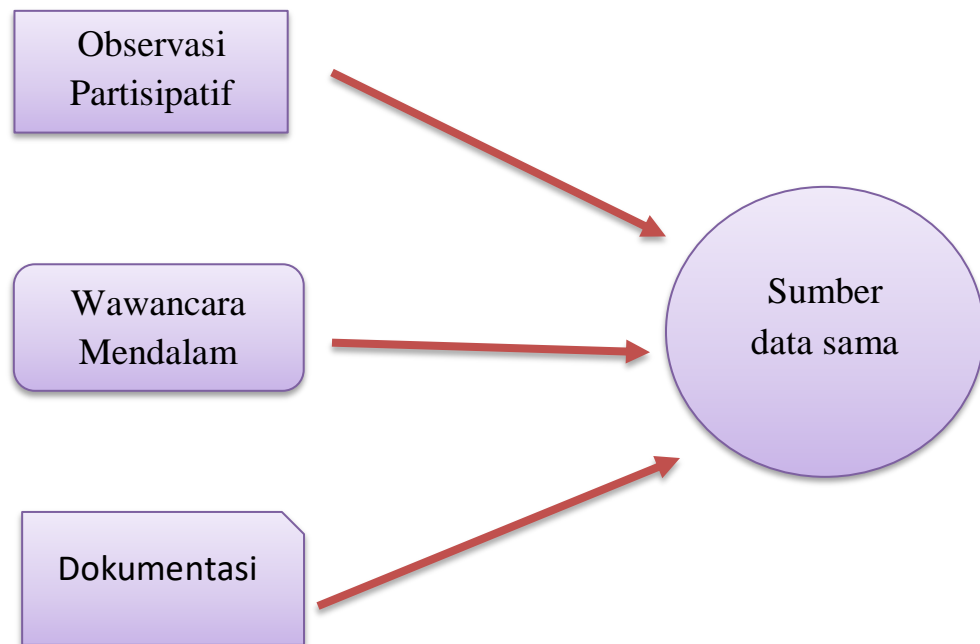 Observasi
Partisipatif
Wawancara
Mendalam
Sumber
data sama
Dokumentasi